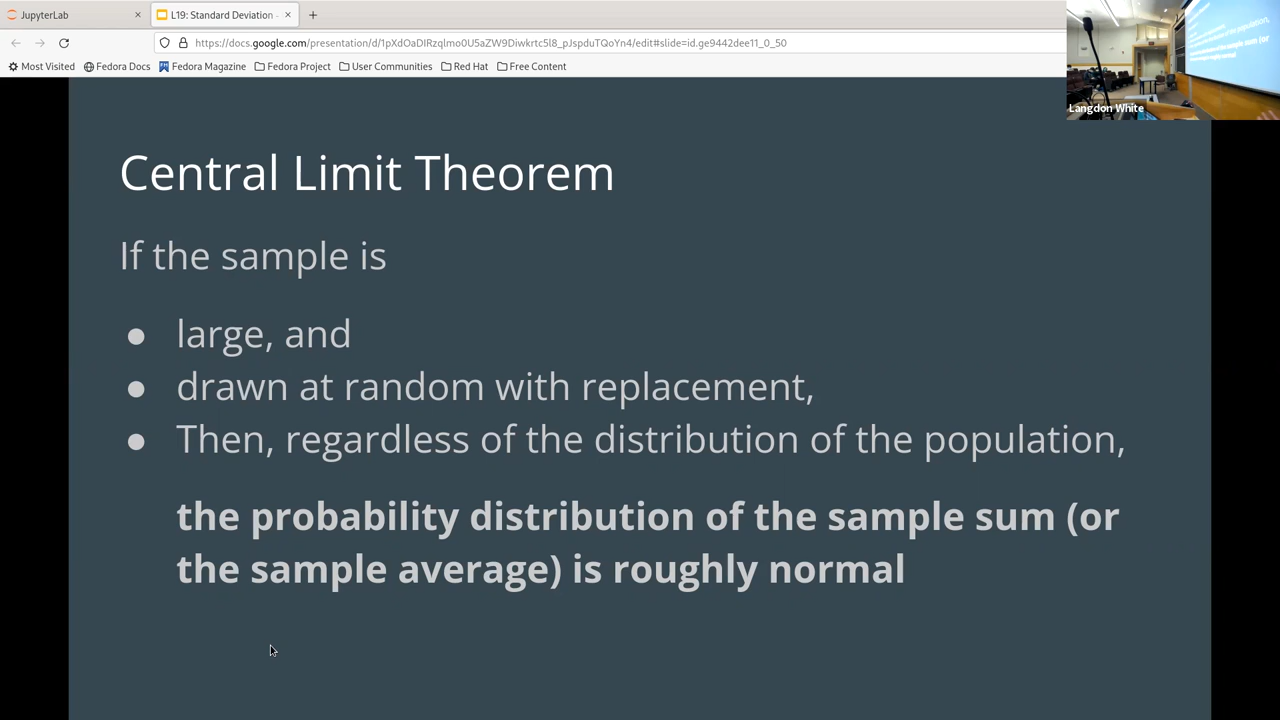 JupyterLab
L19: Standard Deviation -
https://docs.google.com/presentation/d/1pXdOaDIRzqlmo0U5aZW9Diwkrtc5l8_pJspduTQoYn4/edit#slide=id.ge9442dee11_0_50
Most Visited Fedora Docs Fedora Magazine Fedora Project User Communities Red Hat Free Content
Langdon White
Central Limit Theorem
If the sample is
● large, and
● drawn at random with replacement,
● Then, regardless of the distribution of the population,
the probability distribution of the sample sum (or
the sample average) is roughly normal